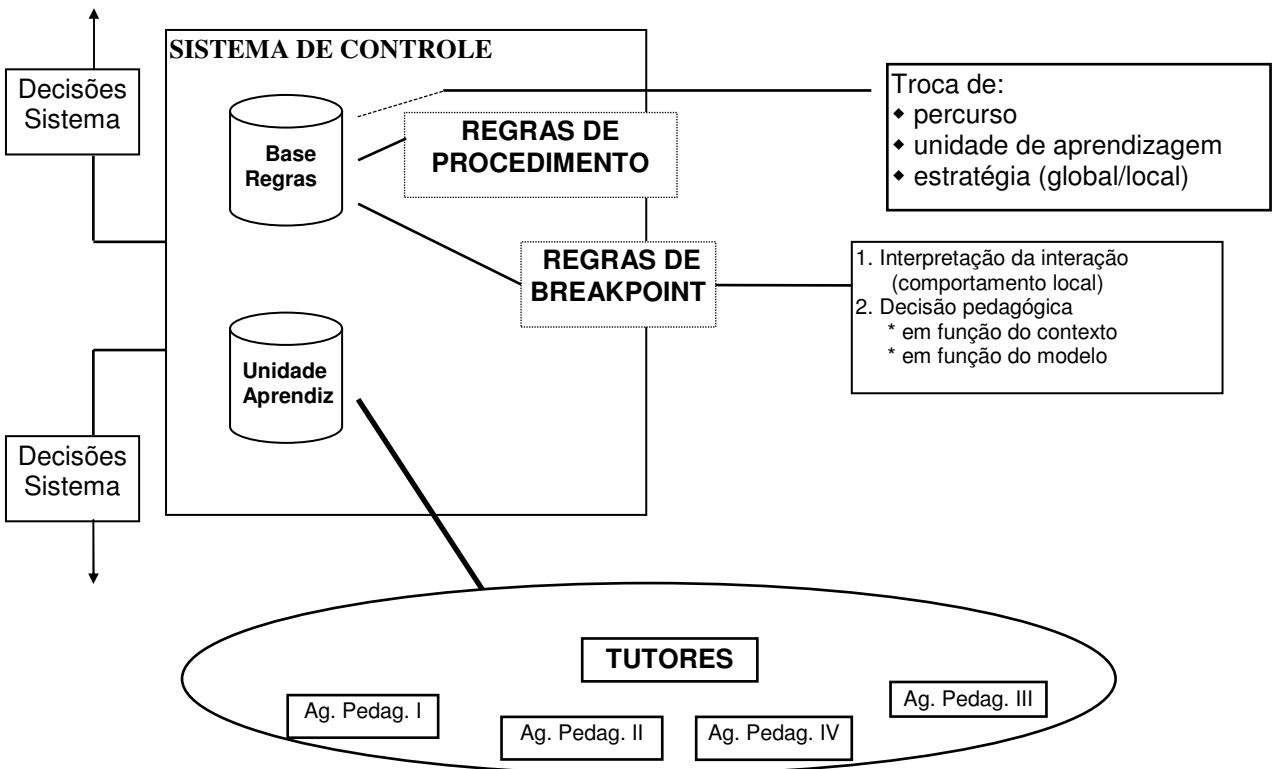 SISTEMA DE CONTROLE
Decisões
Sistema
Base
Regras
REGRAS DE
PROCEDIMENTO
Troca de:
◆ percurso
◆ unidade de aprendizagem
◆ estratégia (global/local)
REGRAS DE
BREAKPOINT
1. Interpretação da interação
(comportamento local)
2. Decisão pedagógica
* em função do contexto
* em função do modelo
Unidade
Aprendiz
Decisões
Sistema
TUTORES
Ag. Pedag. I
Ag. Pedag. II
Ag. Pedag. IV
Ag. Pedag. III